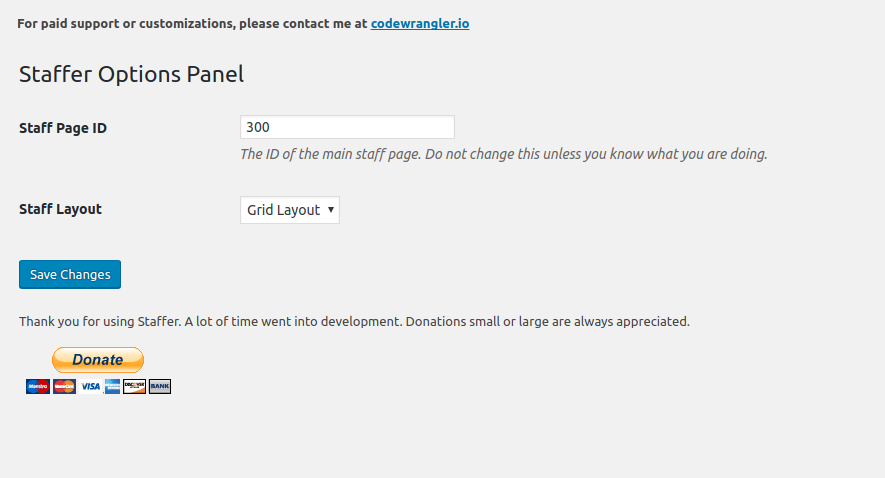 For paid support or customizations, please contact me at codewrangler.io
Staffer Options Panel
Staff Page ID
300
The ID of the main staff page. Do not change this unless you know what you are doing.
Staff Layout
Grid Layout
Save Changes
Thank you for using Staffer. A lot of time went into development. Donations small or large are always appreciated.
Donate
Maestro MasterCard VISA DISCOVER BANK